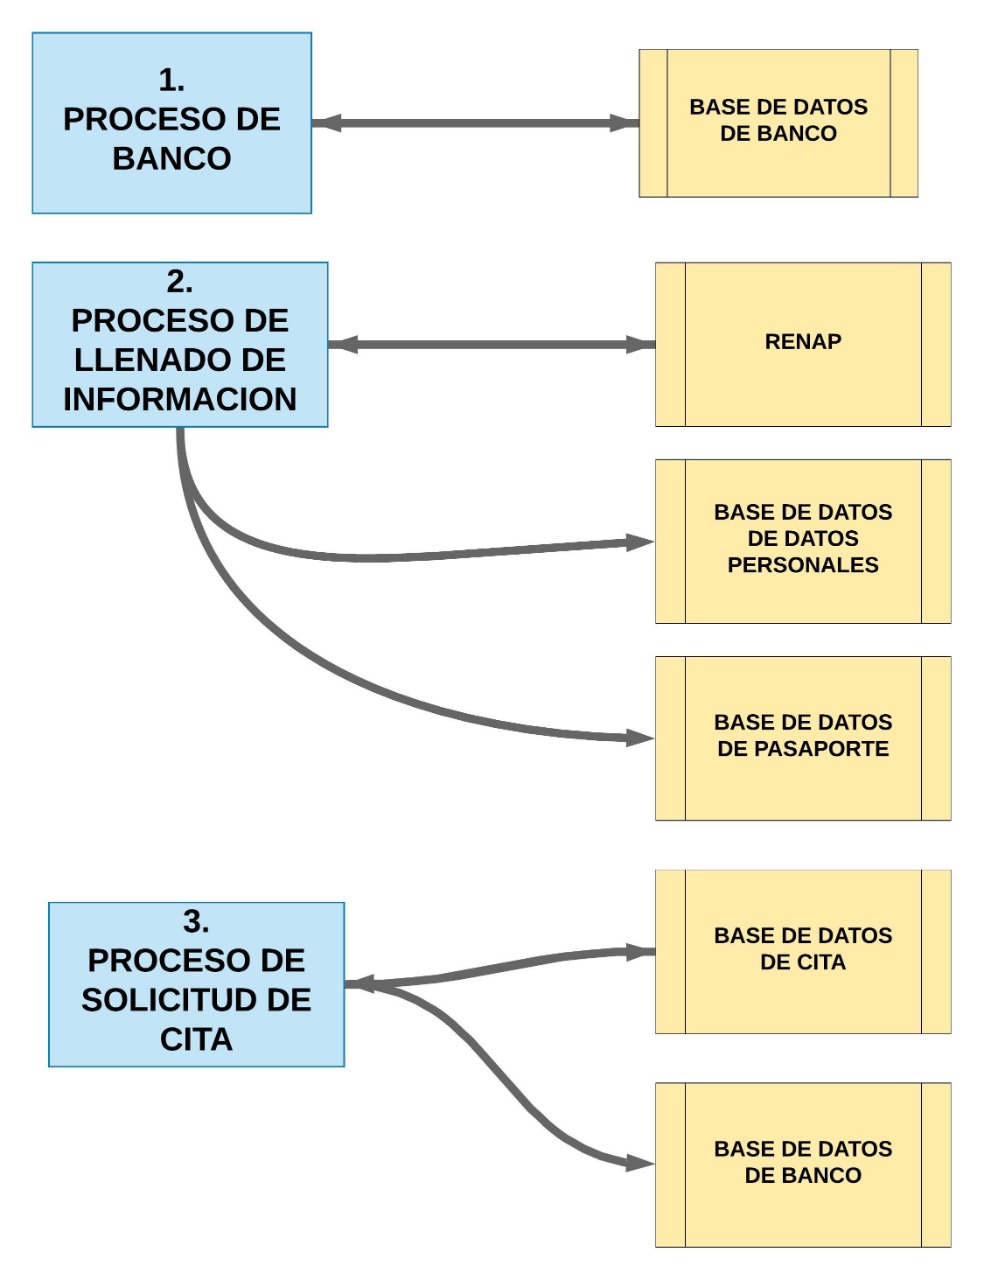 1.
PROCESO DE
BANCO
BASE DE DATOS
DE BANCO
2.
PROCESO DE
LLENADO DE
INFORMACION
RENAP
BASE DE DATOS
DE DATOS
PERSONALES
BASE DE DATOS
DE PASAPORTE
3.
PROCESO DE
SOLICITUD DE
CITA
BASE DE DATOS
DE CITA
BASE DE DATOS
DE BANCO